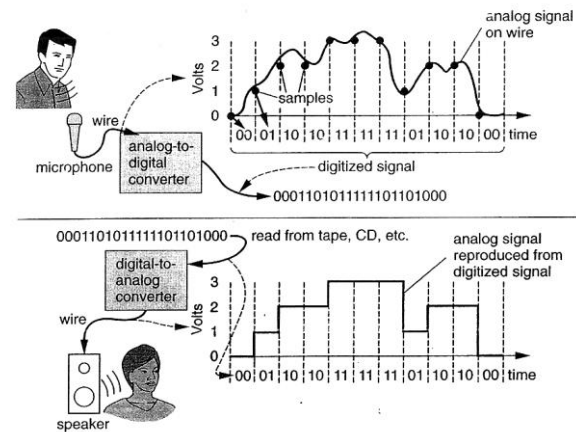 analog signal
on wire
3
2
1
0
Volts
samples
00 01 10 10 11 11 11 01 10 10 00 time
wire
microphone
analog-to-
digital
converter
digitized signal
0001101011111101101000
0001101011111101101000 read from tape, CD, etc.
digital-to-
analog
converter
analog signal
reproduced from
digitized signal
3
2
1
0
Volts
00 01 10 10 11 11 11 01 10 10 00 time
wire
speaker